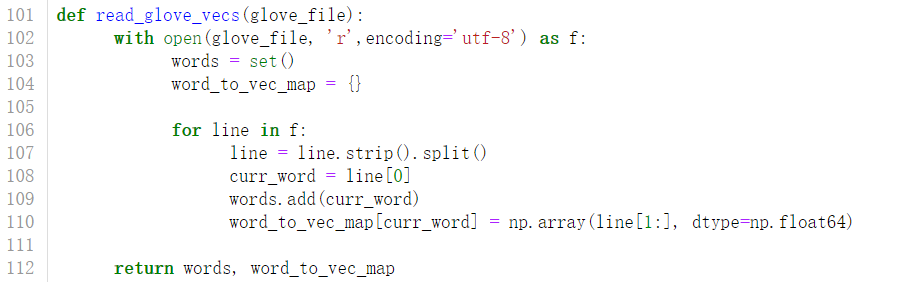 101 def read_glove_vecs(glove_file):
102     with open(glove_file, 'r',encoding='utf-8') as f:
103         words = set()
104         word_to_vec_map = {}
105
106         for line in f:
107             line = line.strip().split()
108             curr_word = line[0]
109             words.add(curr_word)
110             word_to_vec_map[curr_word] = np.array(line[1:], dtype=np.float64)
111
112     return words, word_to_vec_map